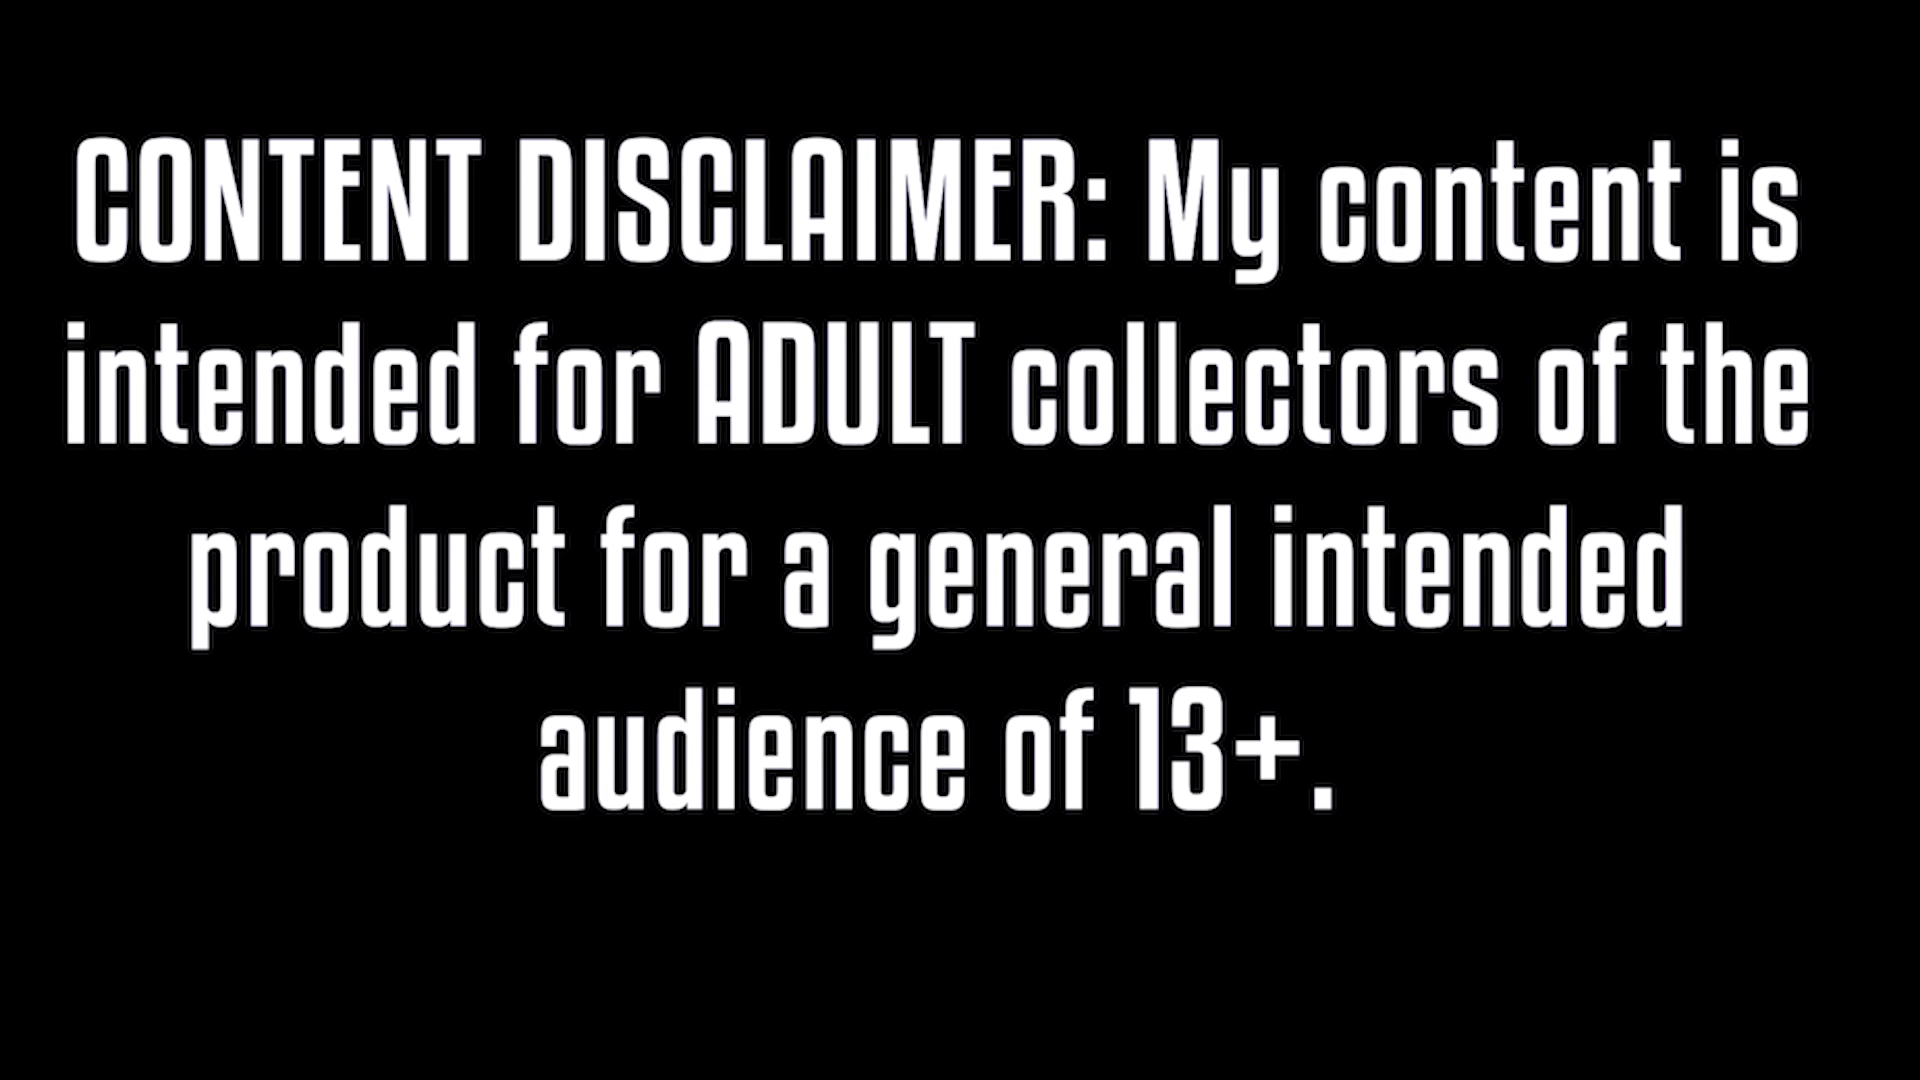 CONTENT DISCLAIMER: My content is
intended for ADULT collectors of the
product for a general intended
audience of 13+.